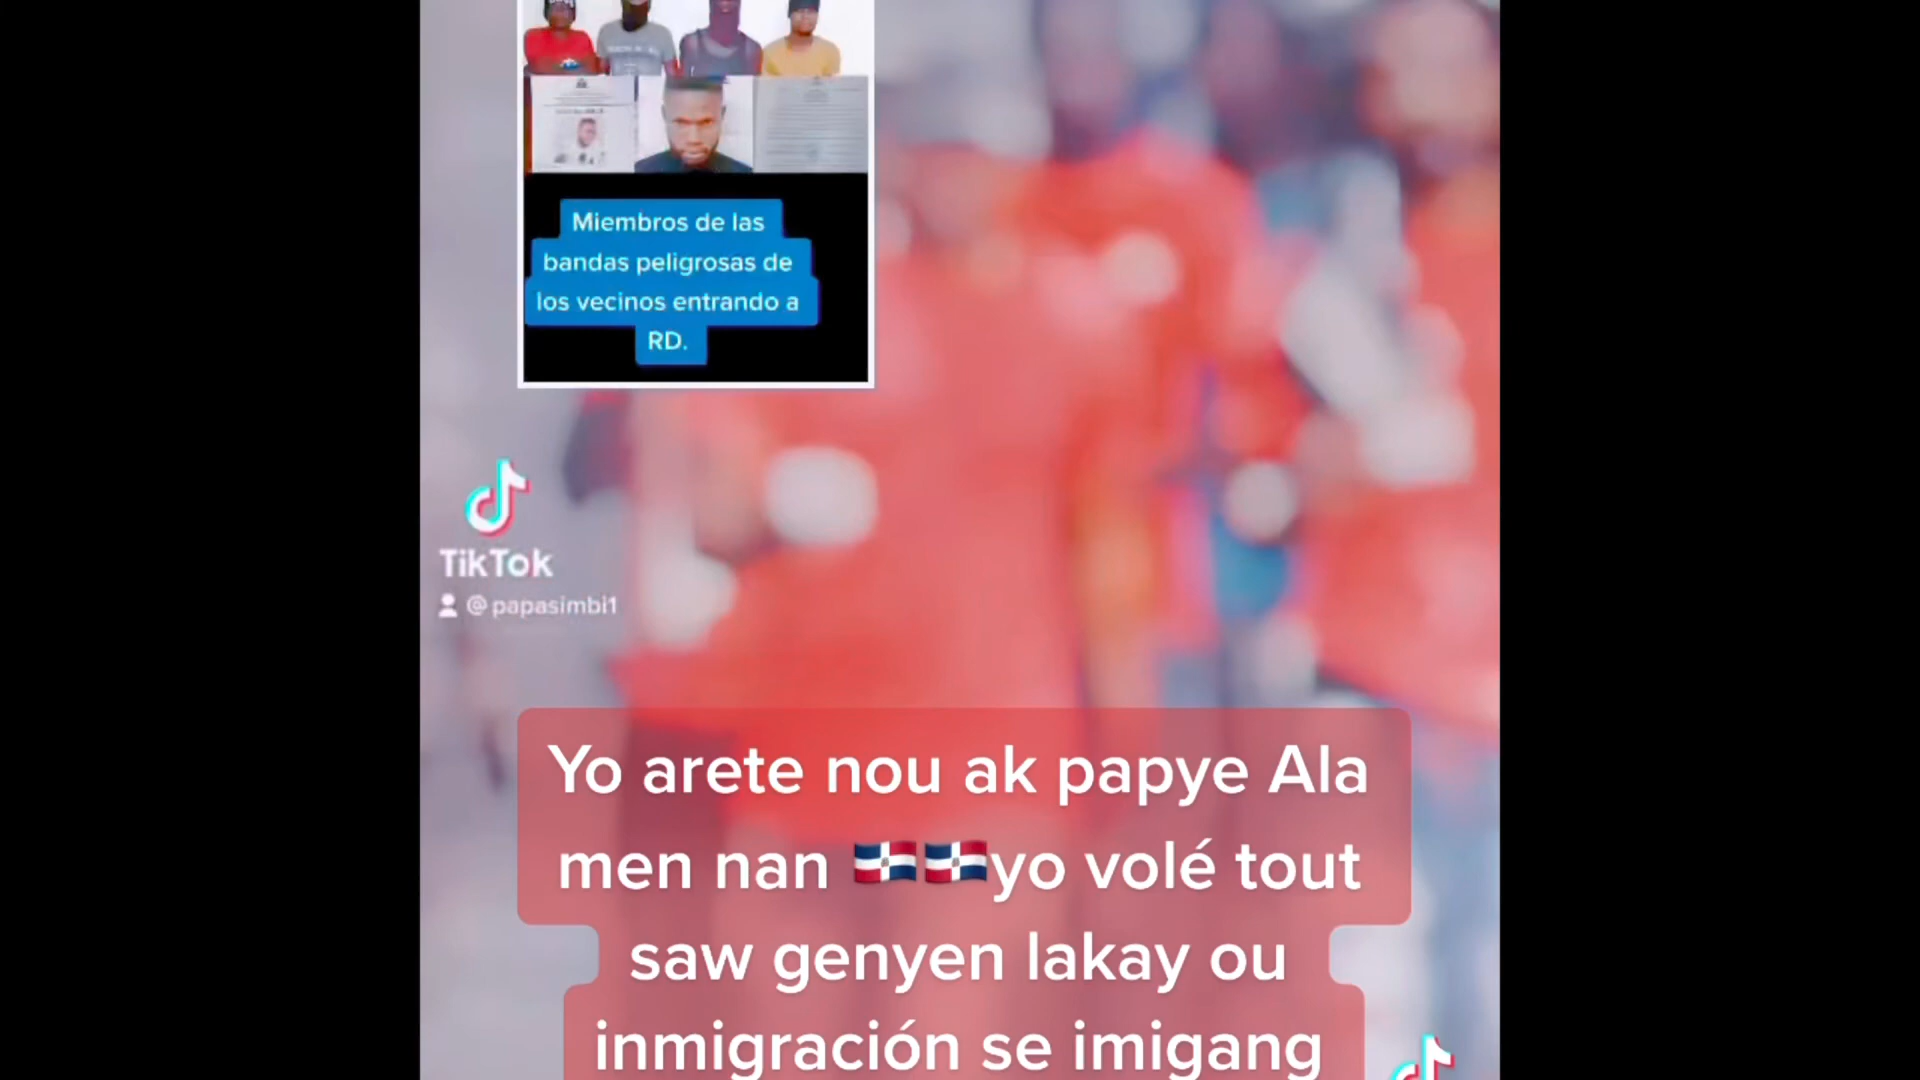 Miembros de las
bandas peligrosas de
los vecinos entrando a
RD.
TikTok
@papasimbi1
Yo arete nou ak papye Ala
men nan 🇩🇴🇩🇴yo volé tout
saw genyen lakay ou
inmigración se imigang